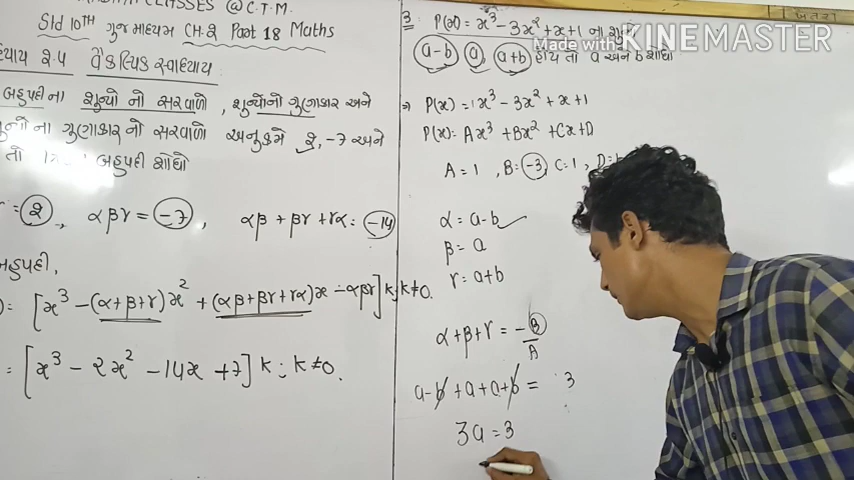 CLASSES @ C.T.M.
Std 10th ગુજ માધ્યમ CH.2 Part 18 Maths
2.4 વૈકલ્પિક સ્વાધ્યાય
બહુપદીના શૂન્યો નો સરવાળો, શૂન્યોનો ગુણાકાર અને
ના ગુણાકાર નો સરવાળો અનુક્રમે 2, -7 અને
તો બહુપદી શોધો
= 2, αβγ = -7, αβ + βγ + γα = -14
[x³ - (α+β+γ)x² + (αβ+βγ+γα)x - αβγ] k ; k≠0.
= [x³ - 2x² - 14x + 7] k ; k≠0.
3. P(x) = x³ - 3x² + x + 1 ના
Made with KINEMASTER
(a-b) (a) (a+b) હોય તો a અને b શોધો
⇒ P(x) = 1x³ - 3x² + x + 1
P(x) = Ax³ + Bx² + Cx + D
A = 1, B = -3, C = 1, D = 1
α = a-b
β = a
γ = a+b
α+β+γ = -B/A
a-b + a + a+b = 3
3a = 3